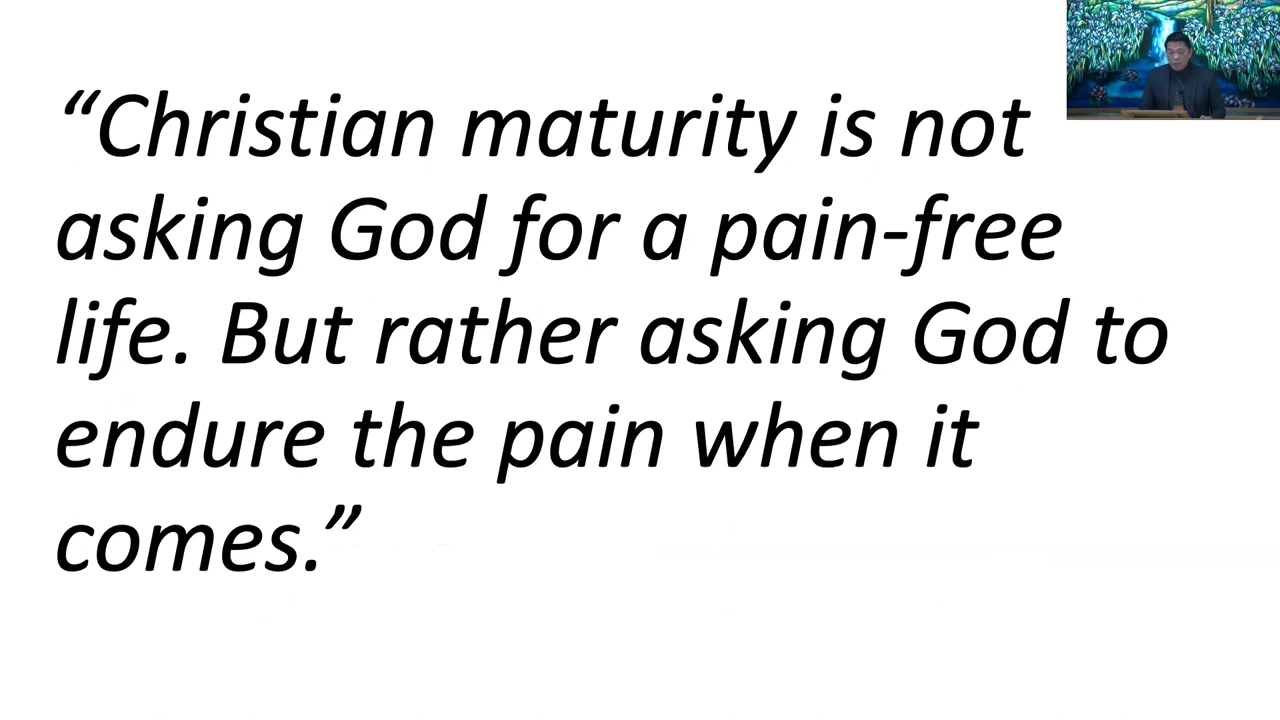 “Christian maturity is not
asking God for a pain-free
life. But rather asking God to
endure the pain when it
comes.”